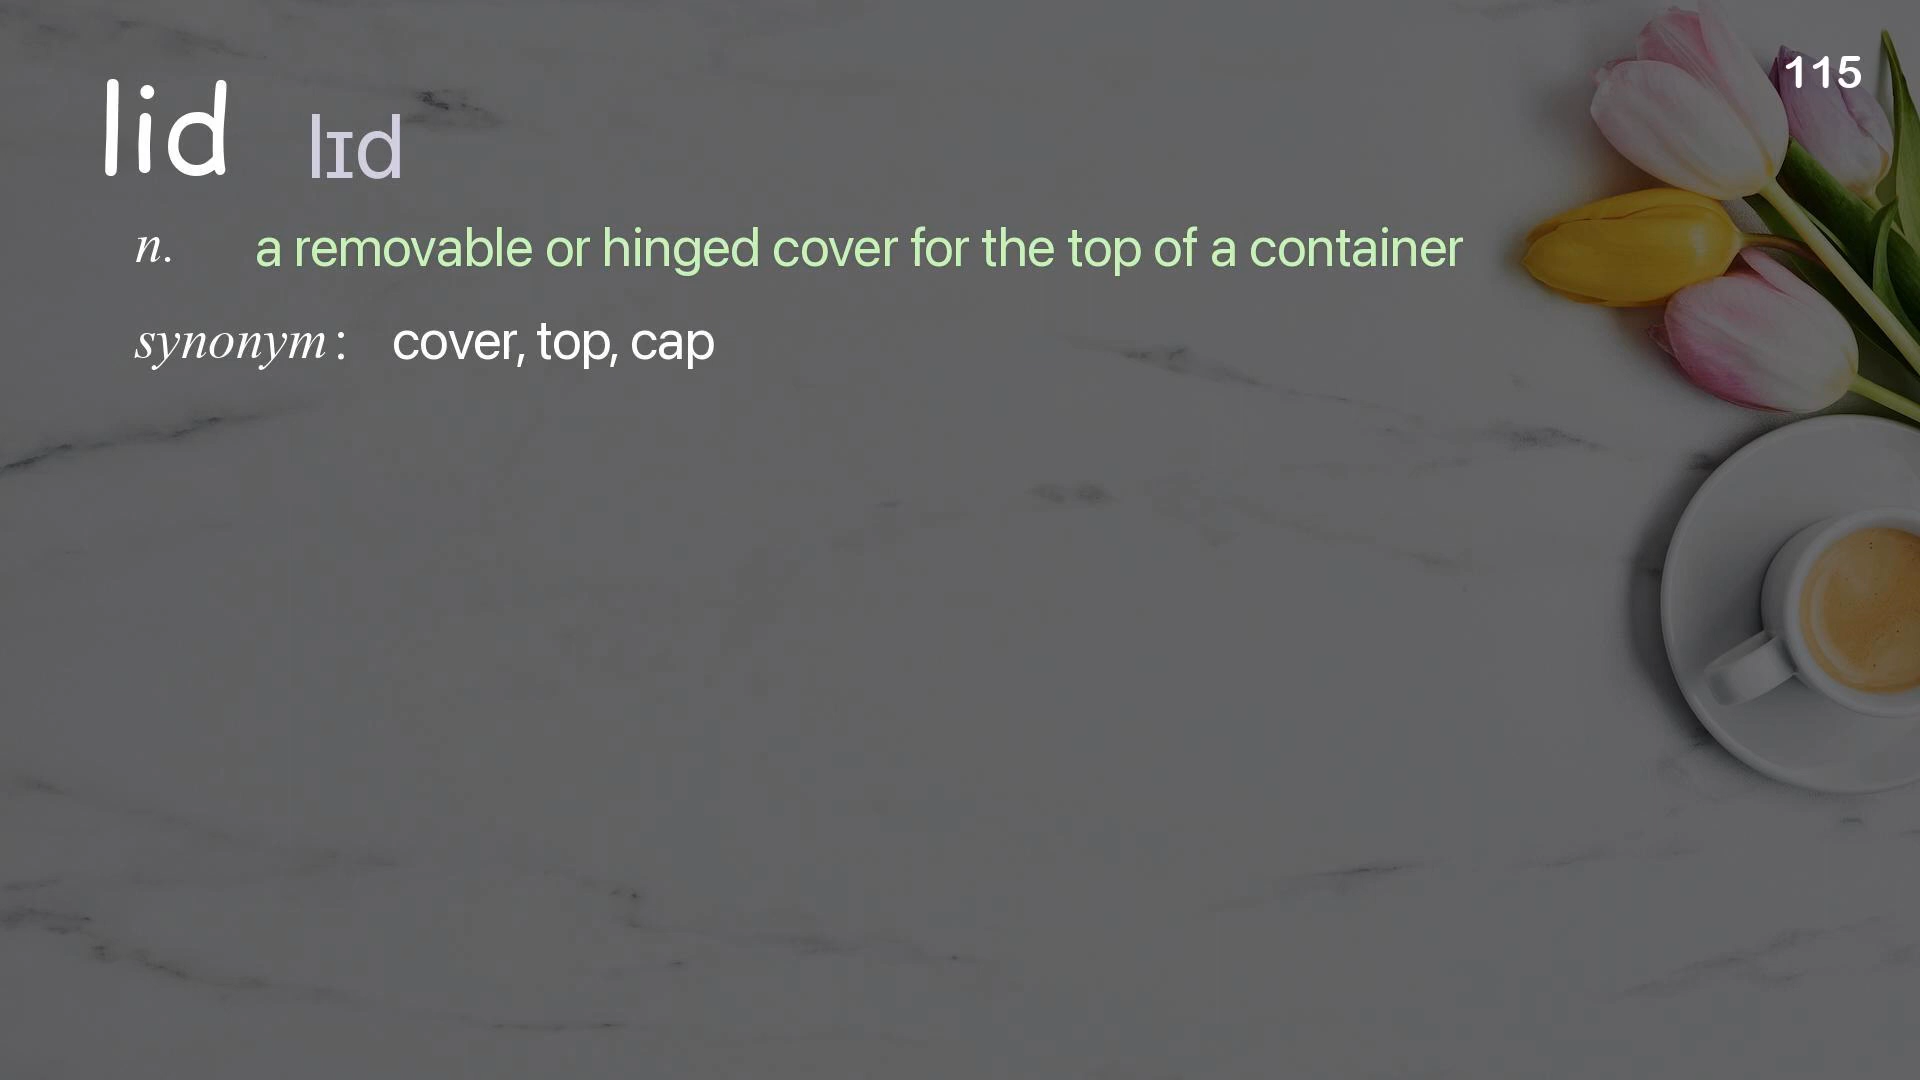 115
lid lɪd
n. a removable or hinged cover for the top of a container
synonym: cover, top, cap